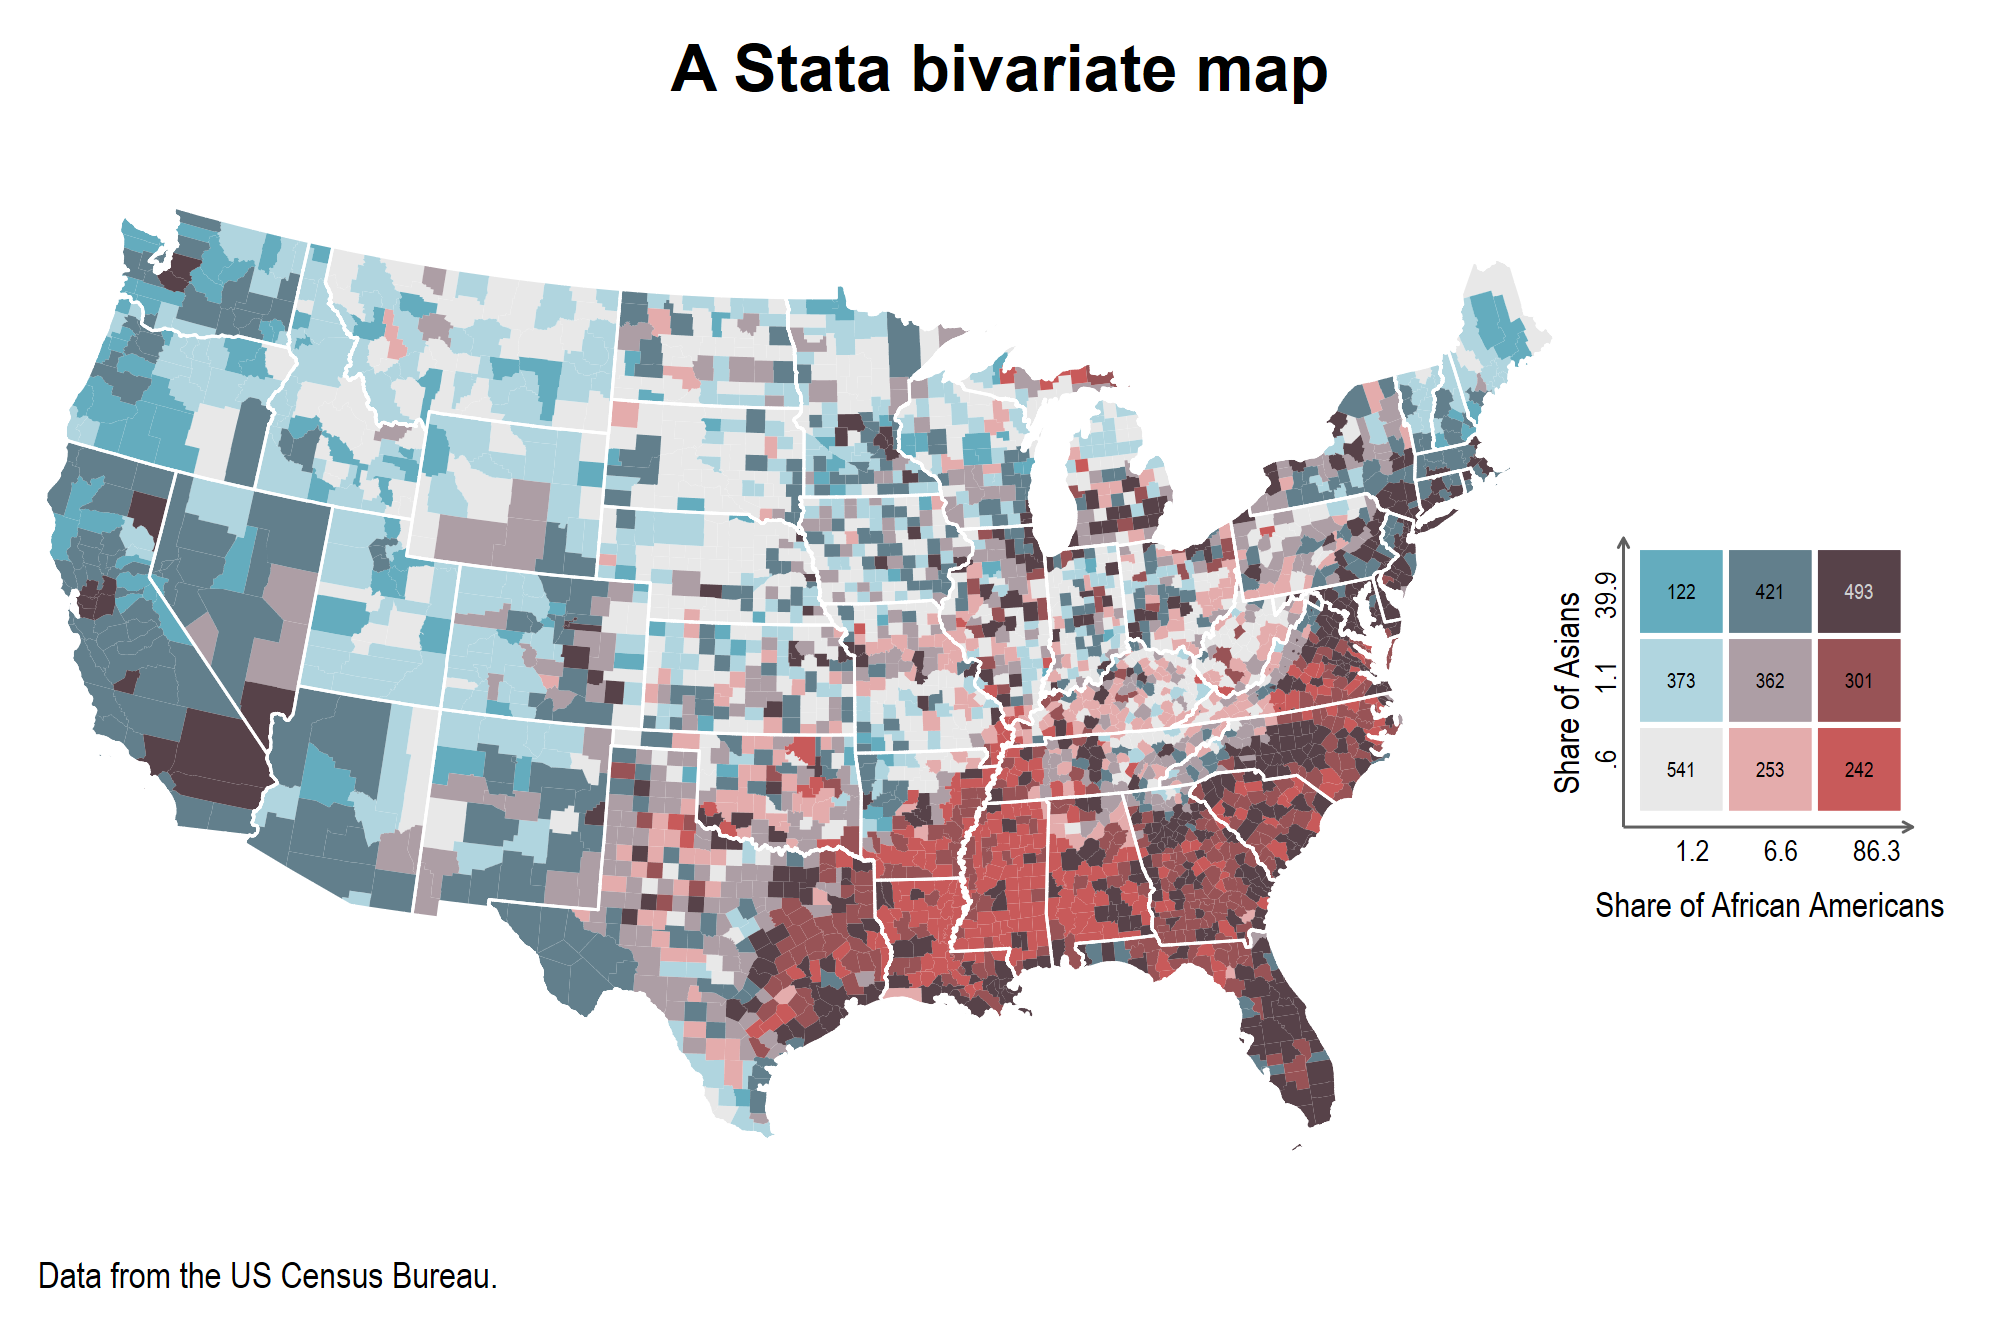 A Stata bivariate map
Share of Asians
39.9
1.1
.6
122 421 493
373 362 301
541 253 242
1.2 6.6 86.3
Share of African Americans
Data from the US Census Bureau.